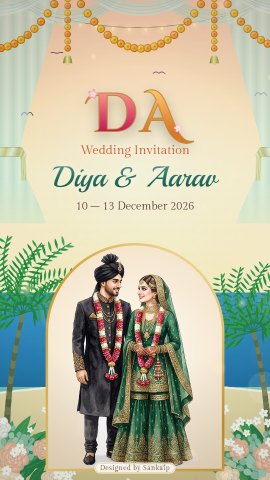 DA
Wedding Invitation
Diya & Aarav
10 — 13 December 2026
Designed by Sankalp